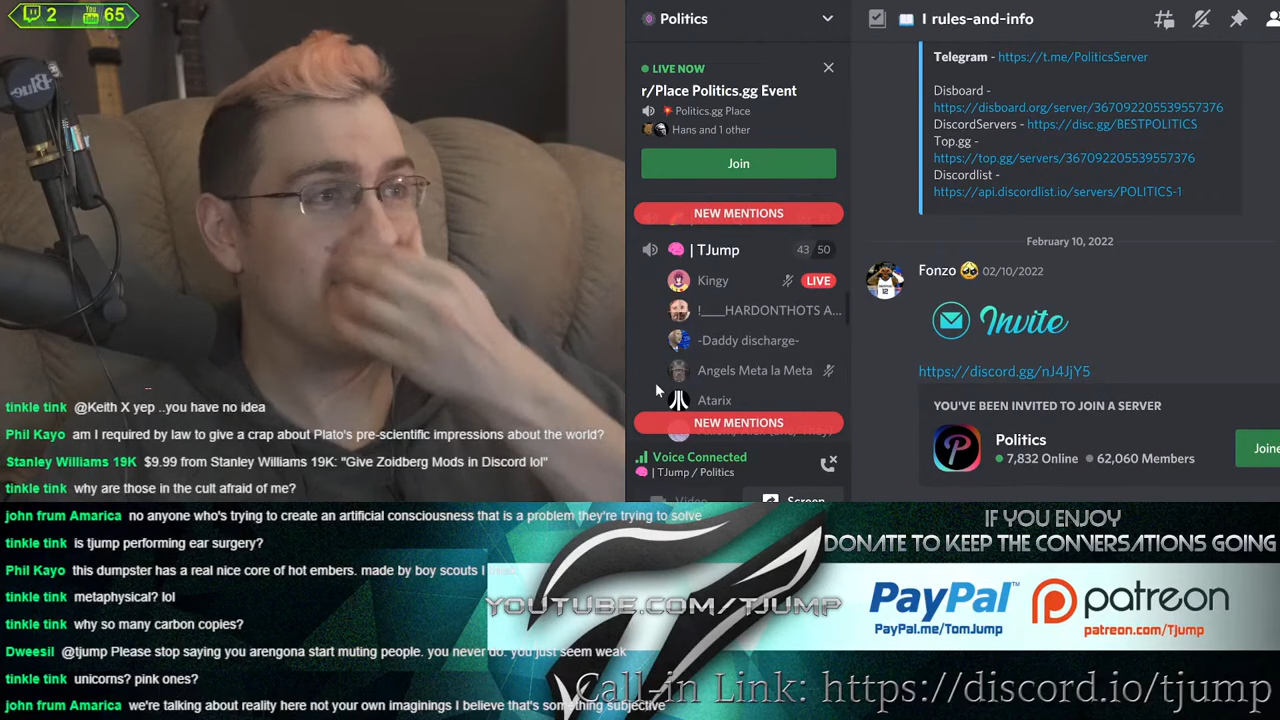 2 You Tube 65
Politics
LIVE NOW
r/Place Politics.gg Event
Politics.gg Place
Hans and 1 other
Join
NEW MENTIONS
| TJump 43 50
Kingy LIVE
!____HARDONTHOTS A...
-Daddy discharge-
Angels Meta la Meta
Atarix
NEW MENTIONS
Voice Connected
| TJump / Politics
Video Screen
| rules-and-info
Telegram - https://t.me/PoliticsServer
Disboard -
https://disboard.org/server/367092205539557376
DiscordServers - https://disc.gg/BESTPOLITICS
Top.gg -
https://top.gg/servers/367092205539557376
Discordlist -
https://api.discordlist.io/servers/POLITICS-1
February 10, 2022
Fonzo 02/10/2022
Invite
https://discord.gg/nJ4JjY5
YOU'VE BEEN INVITED TO JOIN A SERVER
Politics
7,832 Online 62,060 Members
Joine
Blue
tinkle tink @Keith X yep ..you have no idea
Phil Kayo am I required by law to give a crap about Plato's pre-scientific impressions about the world?
Stanley Williams 19K $9.99 from Stanley Williams 19K: "Give Zoidberg Mods in Discord lol"
tinkle tink why are those in the cult afraid of me?
john frum Amarica no anyone who's trying to create an artificial consciousness that is a problem they're trying to solve
tinkle tink is tjump performing ear surgery?
Phil Kayo this dumpster has a real nice core of hot embers. made by boy scouts I
tinkle tink metaphysical? lol
tinkle tink why so many carbon copies?
Dweesil @tjump Please stop saying you arengona start muting people. you never do. you just seem weak
tinkle tink unicorns? pink ones?
john frum Amarica we're talking about reality here not your own imaginings I believe that's something subjective
YOUTUBE.COM/TJUMP
IF YOU ENJOY
DONATE TO KEEP THE CONVERSATIONS GOING
PayPal™ patreon
PayPal.me/TomJump patreon.com/Tjump
Call-in Link: https://discord.io/tjump